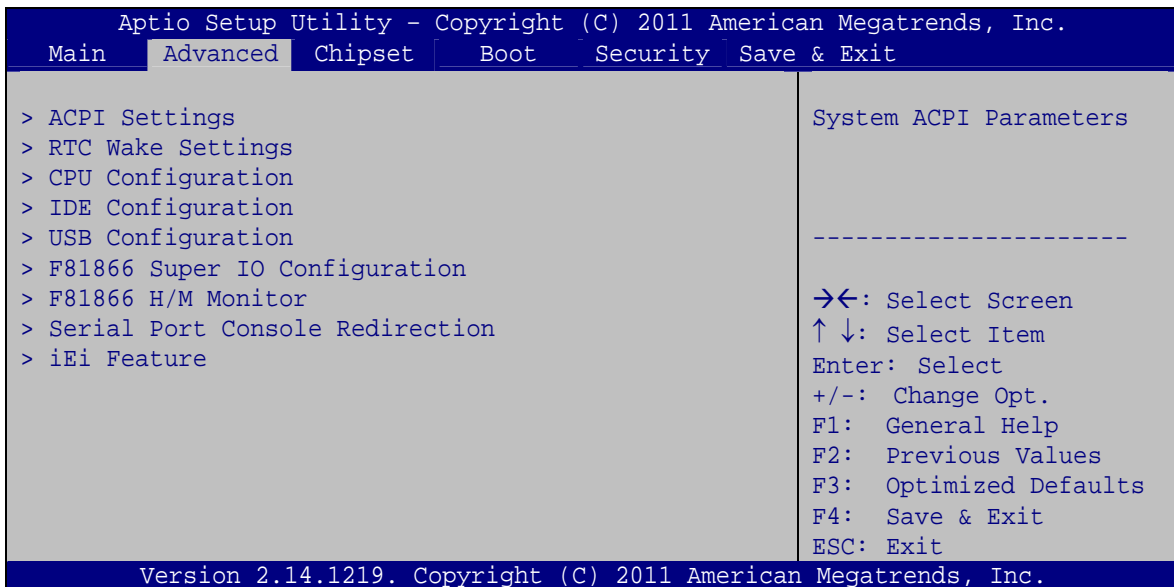 Aptio Setup Utility – Copyright (C) 2011 American Megatrends, Inc.
Main Advanced Chipset Boot Security Save & Exit
> ACPI Settings
> RTC Wake Settings
> CPU Configuration
> IDE Configuration
> USB Configuration
> F81866 Super IO Configuration
> F81866 H/M Monitor
> Serial Port Console Redirection
> iEi Feature
System ACPI Parameters
----------------------
→←: Select Screen
↑ ↓: Select Item
Enter: Select
+/-: Change Opt.
F1: General Help
F2: Previous Values
F3: Optimized Defaults
F4: Save & Exit
ESC: Exit
Version 2.14.1219. Copyright (C) 2011 American Megatrends, Inc.